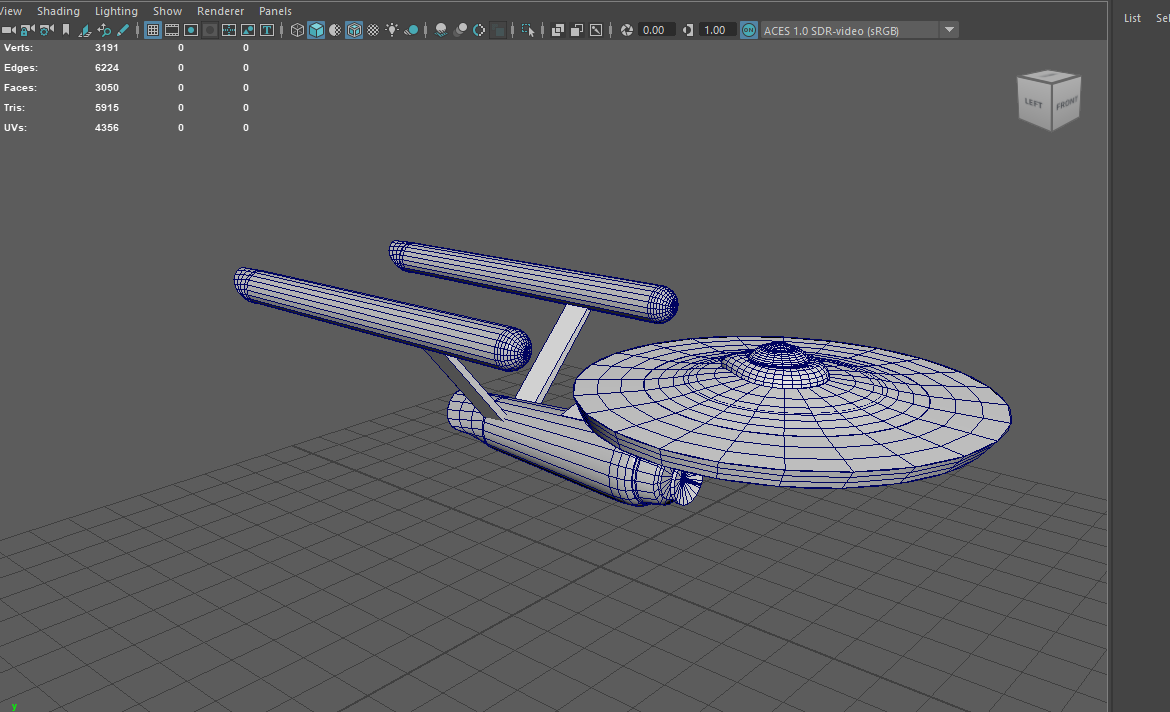 View Shading Lighting Show Renderer Panels
0.00 1.00 ON ACES 1.0 SDR-video (sRGB)
List Sel
Verts: 3191 0 0
Edges: 6224 0 0
Faces: 3050 0 0
Tris: 5915 0 0
UVs: 4356 0 0
LEFT FRONT
y